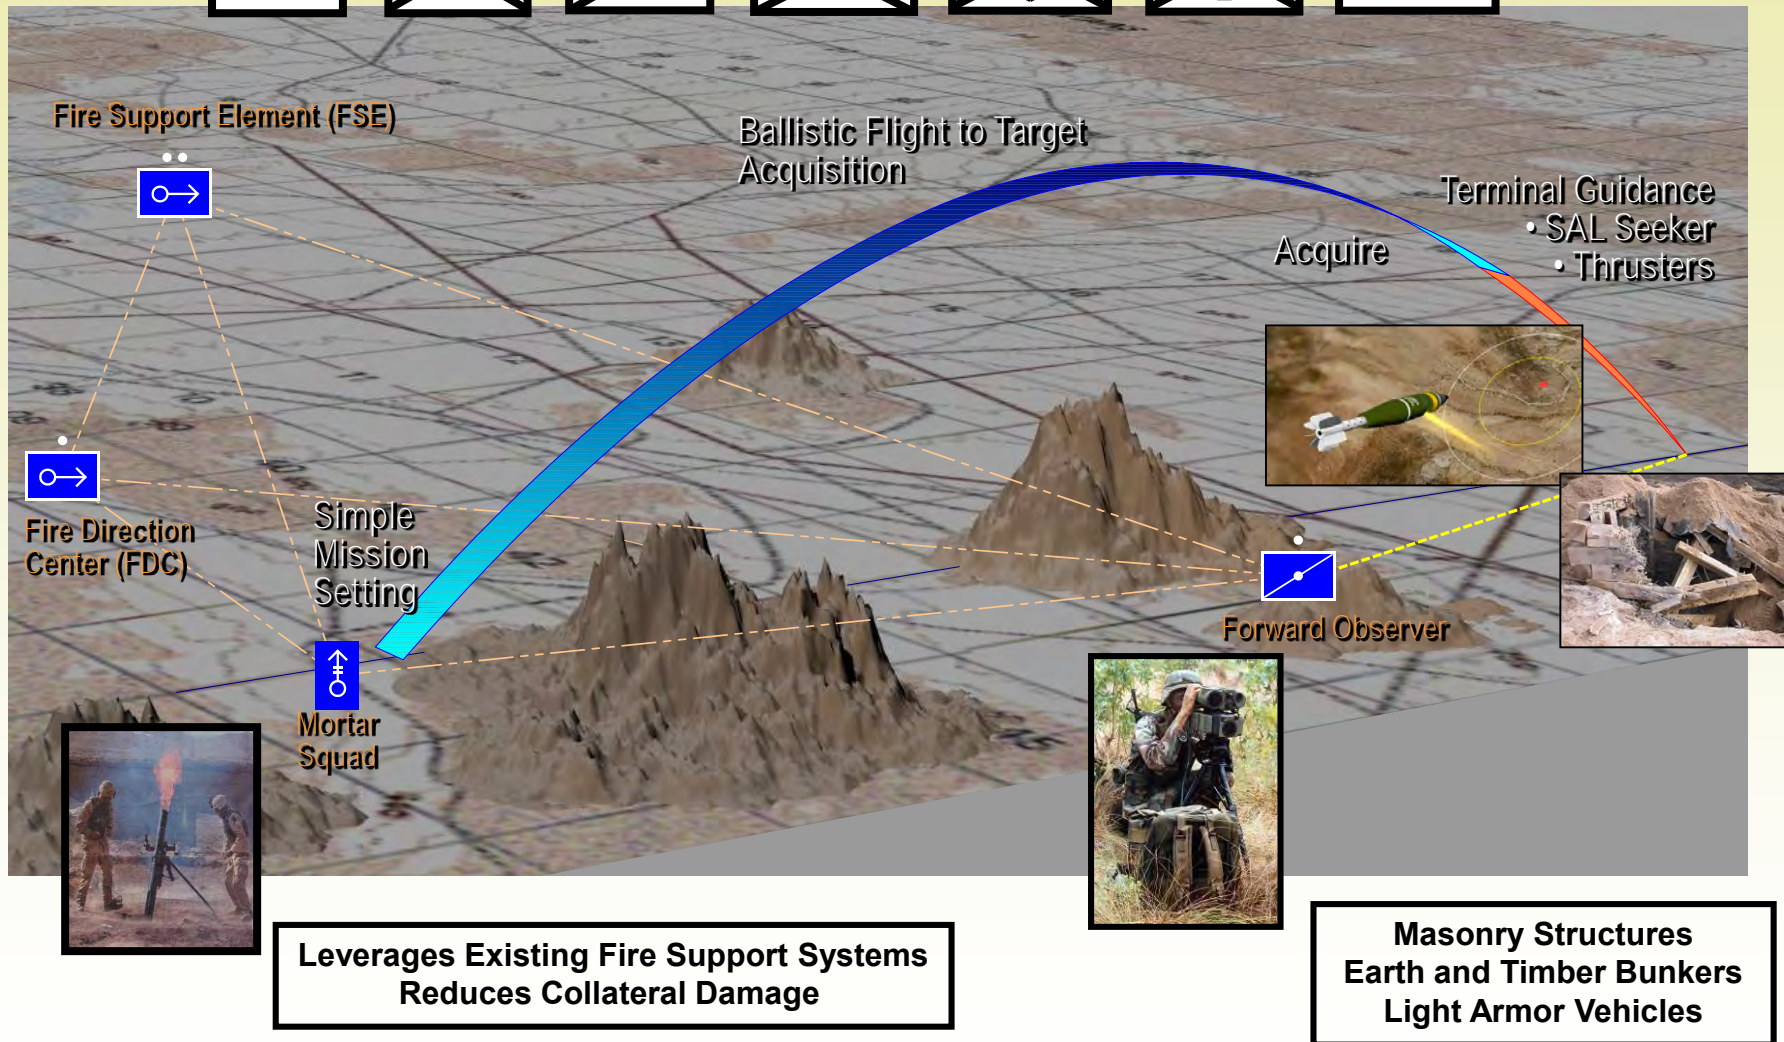 Fire Support Element (FSE)
Ballistic Flight to Target
Acquisition
Terminal Guidance
• SAL Seeker
• Thrusters
Acquire
Simple
Mission
Setting
Fire Direction
Center (FDC)
Forward Observer
Mortar
Squad
Leverages Existing Fire Support Systems
Reduces Collateral Damage
Masonry Structures
Earth and Timber Bunkers
Light Armor Vehicles